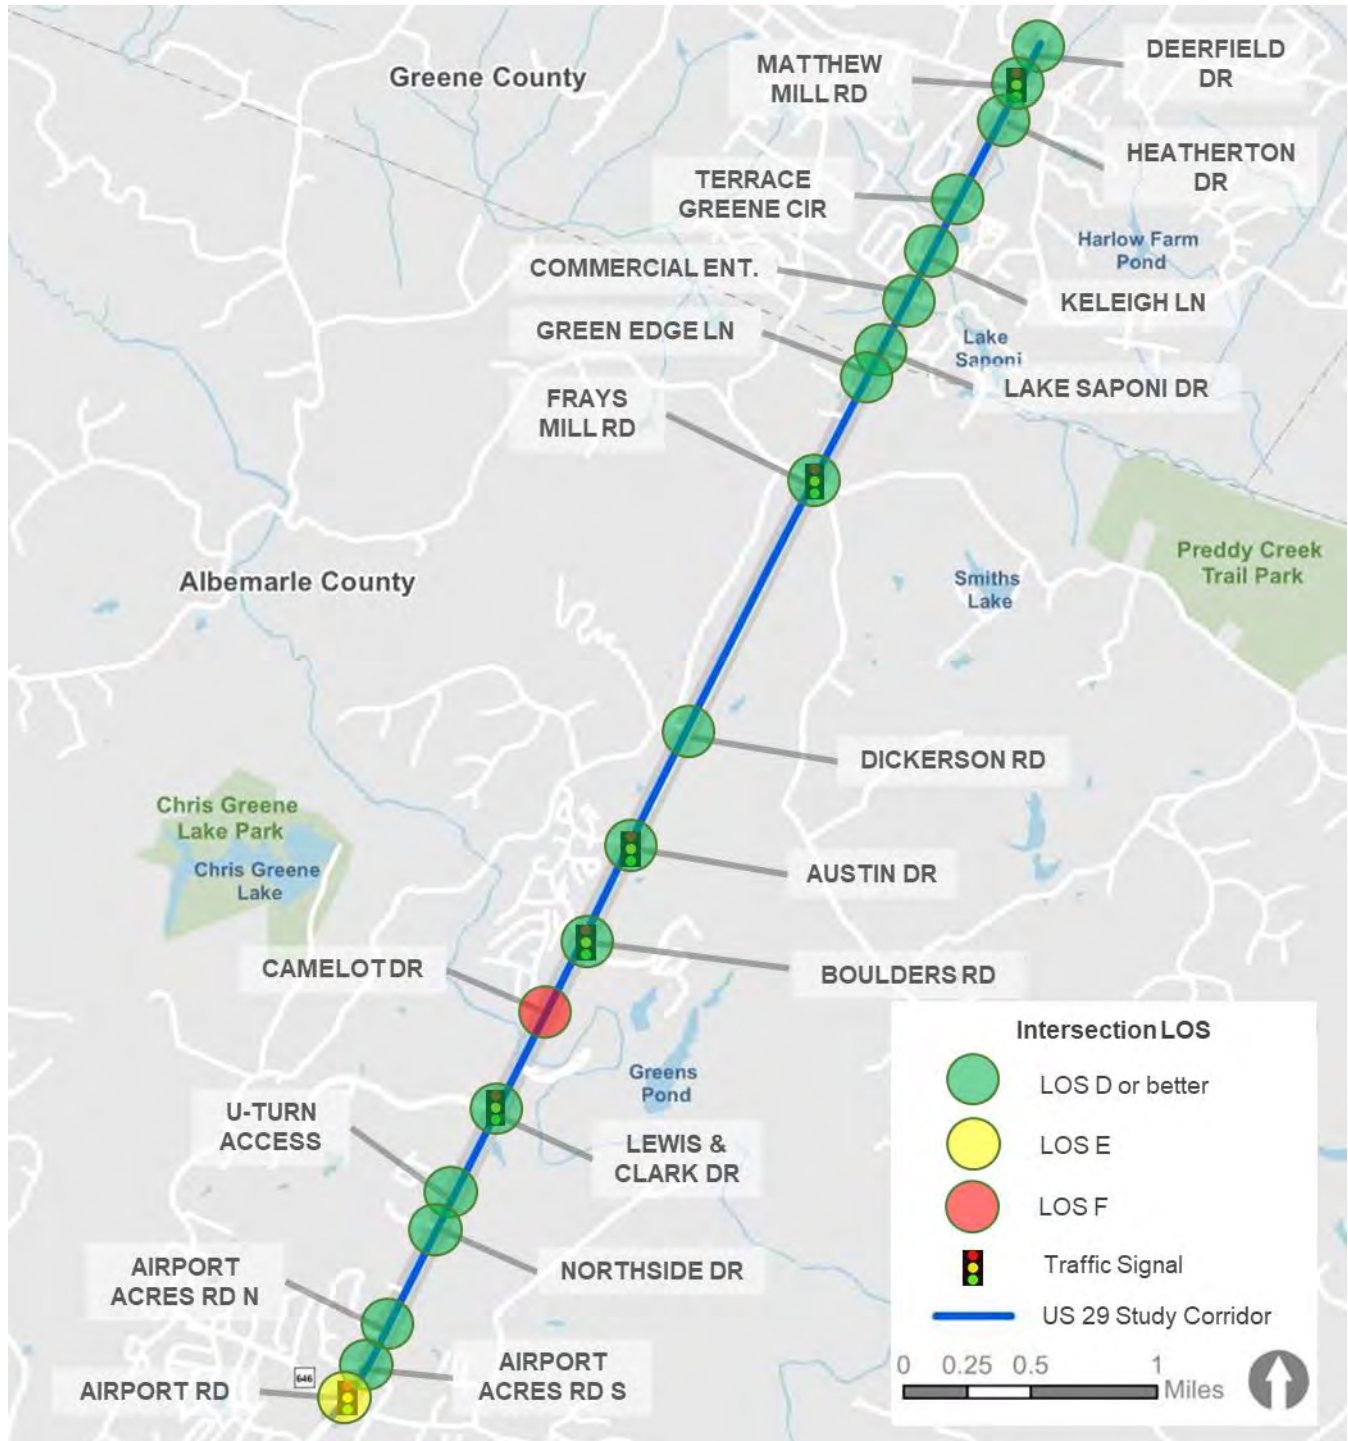 Greene County
MATTHEW
MILL RD
DEERFIELD
DR
HEATHERTON
DR
TERRACE
GREENE CIR
Harlow Farm
Pond
COMMERCIAL ENT.
KELEIGH LN
GREEN EDGE LN
Lake
Saponi
LAKE SAPONI DR
FRAYS
MILL RD
Preddy Creek
Trail Park
Albemarle County
Smiths
Lake
DICKERSON RD
Chris Greene
Lake Park
Chris Greene
Lake
AUSTIN DR
CAMELOT DR
BOULDERS RD
Greens
Pond
U-TURN
ACCESS
LEWIS &
CLARK DR
NORTHSIDE DR
AIRPORT
ACRES RD N
646
AIRPORT RD
AIRPORT
ACRES RD S
Intersection LOS
LOS D or better
LOS E
LOS F
Traffic Signal
US 29 Study Corridor
0 0.25 0.5 1
Miles